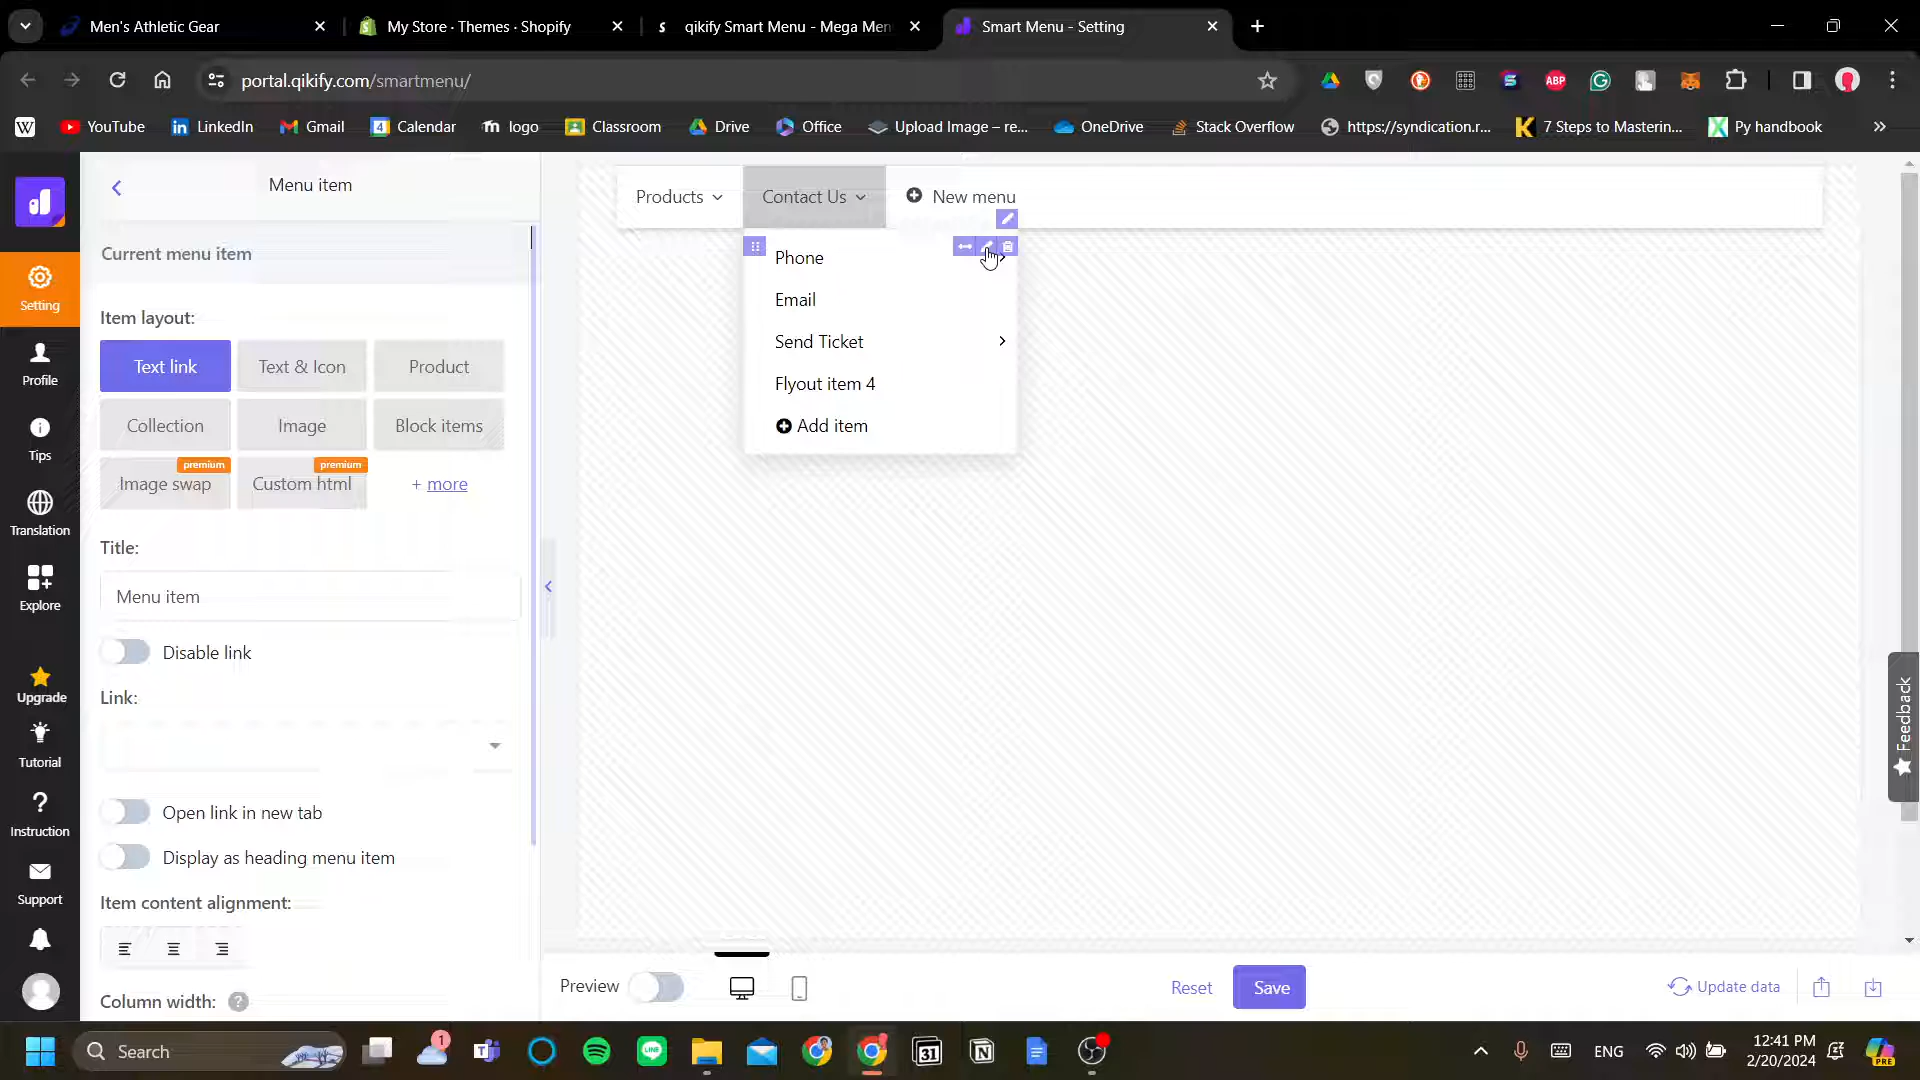 Men's Athletic Gear
My Store · Themes · Shopify
qikify Smart Menu - Mega Men
Smart Menu - Setting
portal.qikify.com/smartmenu/
YouTube
LinkedIn
Gmail
Calendar
logo
Classroom
Drive
Office
Upload Image – re...
OneDrive
Stack Overflow
https://syndication.r...
7 Steps to Masterin...
Py handbook
Menu item
Current menu item
Item layout:
Text link
Text & Icon
Product
Collection
Image
Block items
premium
Image swap
premium
Custom html
+ more
Title:
Menu item
Disable link
Link:
Open link in new tab
Display as heading menu item
Item content alignment:
Column width: ?
Setting
Profile
Tips
Translation
Explore
Upgrade
Tutorial
Instruction
Support
Products
Contact Us
New menu
Phone
Email
Send Ticket
Flyout item 4
Add item
Feedback
Preview
Reset
Save
Update data
Search
1
LINE
31
ENG
12:41 PM
2/20/2024
PRE